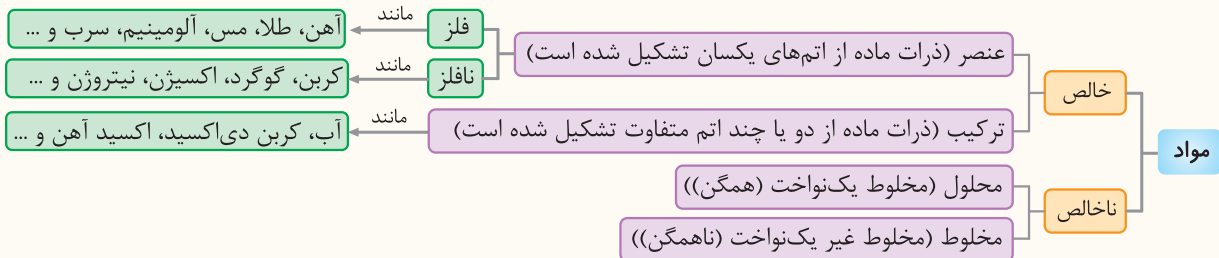 مواد
خالص
عنصر (ذرات ماده از اتم‌های یکسان تشکیل شده است)
فلز
مانند
آهن، طلا، مس، آلومینیم، سرب و ...
نافلز
مانند
کربن، گوگرد، اکسیژن، نیتروژن و ...
ترکیب (ذرات ماده از دو یا چند اتم متفاوت تشکیل شده است)
مانند
آب، کربن دی‌اکسید، اکسید آهن و ...
ناخالص
محلول (مخلوط یک‌نواخت (همگن))
مخلوط (مخلوط غیر یک‌نواخت (ناهمگن))